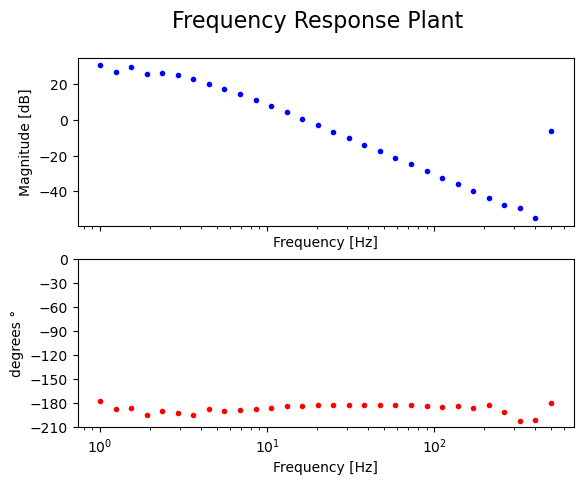 Frequency Response Plant
20
0
−20
−40
Magnitude [dB]
Frequency [Hz]
0
−30
−60
−90
−120
−150
−180
−210
degrees °
10⁰ 10¹ 10²
Frequency [Hz]